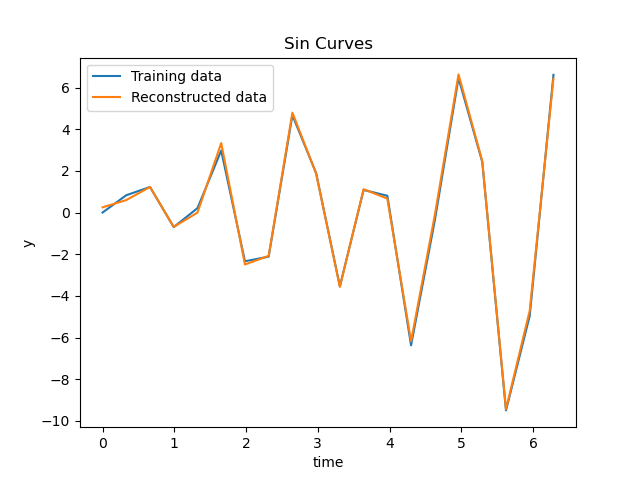 Sin Curves
Training data
Reconstructed data
6
4
2
0
−2
−4
−6
−8
−10
y
0 1 2 3 4 5 6
time